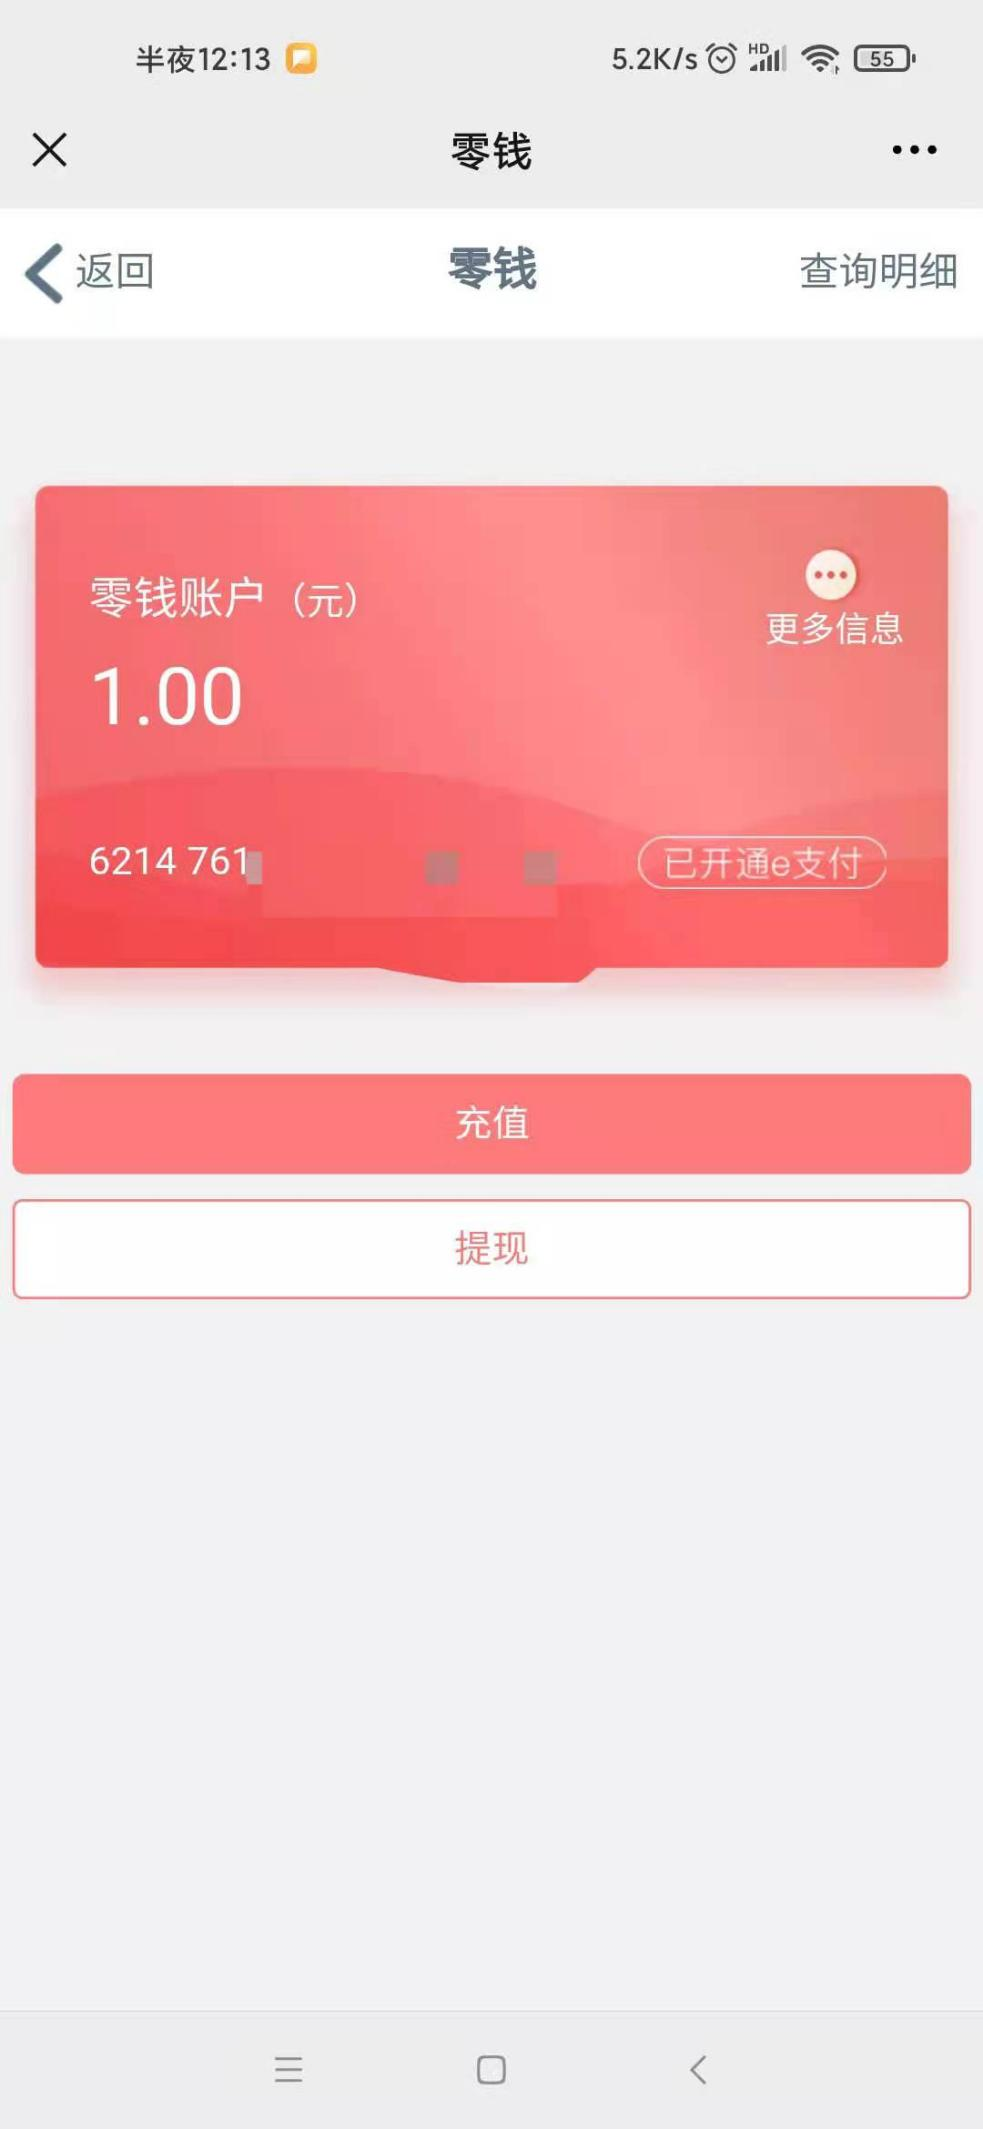 半夜12:13
5.2K/s HD 55
零钱
返回 零钱 查询明细
零钱账户（元）
更多信息
1.00
6214 761
已开通e支付
充值
提现